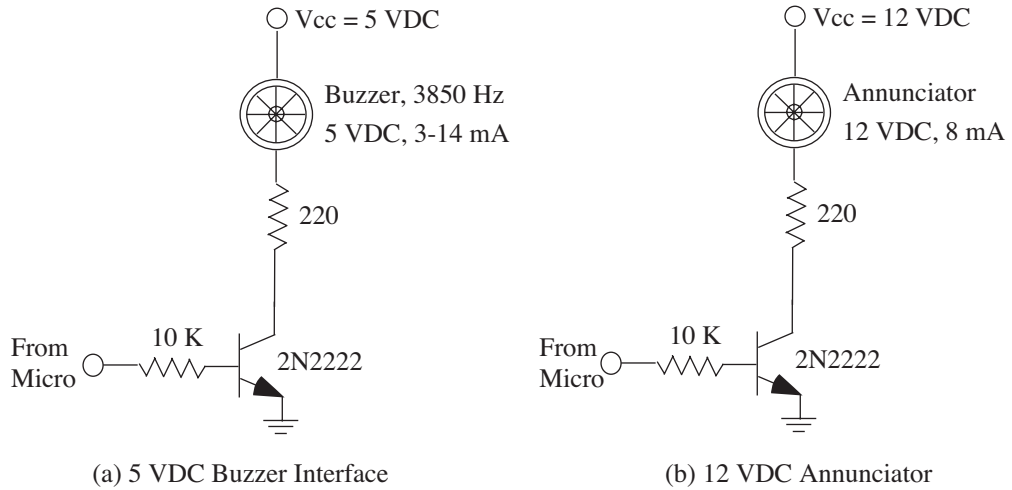 Vcc = 5 VDC
Buzzer, 3850 Hz
5 VDC, 3-14 mA
220
10 K
From
Micro
2N2222
(a) 5 VDC Buzzer Interface
Vcc = 12 VDC
Annunciator
12 VDC, 8 mA
220
10 K
From
Micro
2N2222
(b) 12 VDC Annunciator